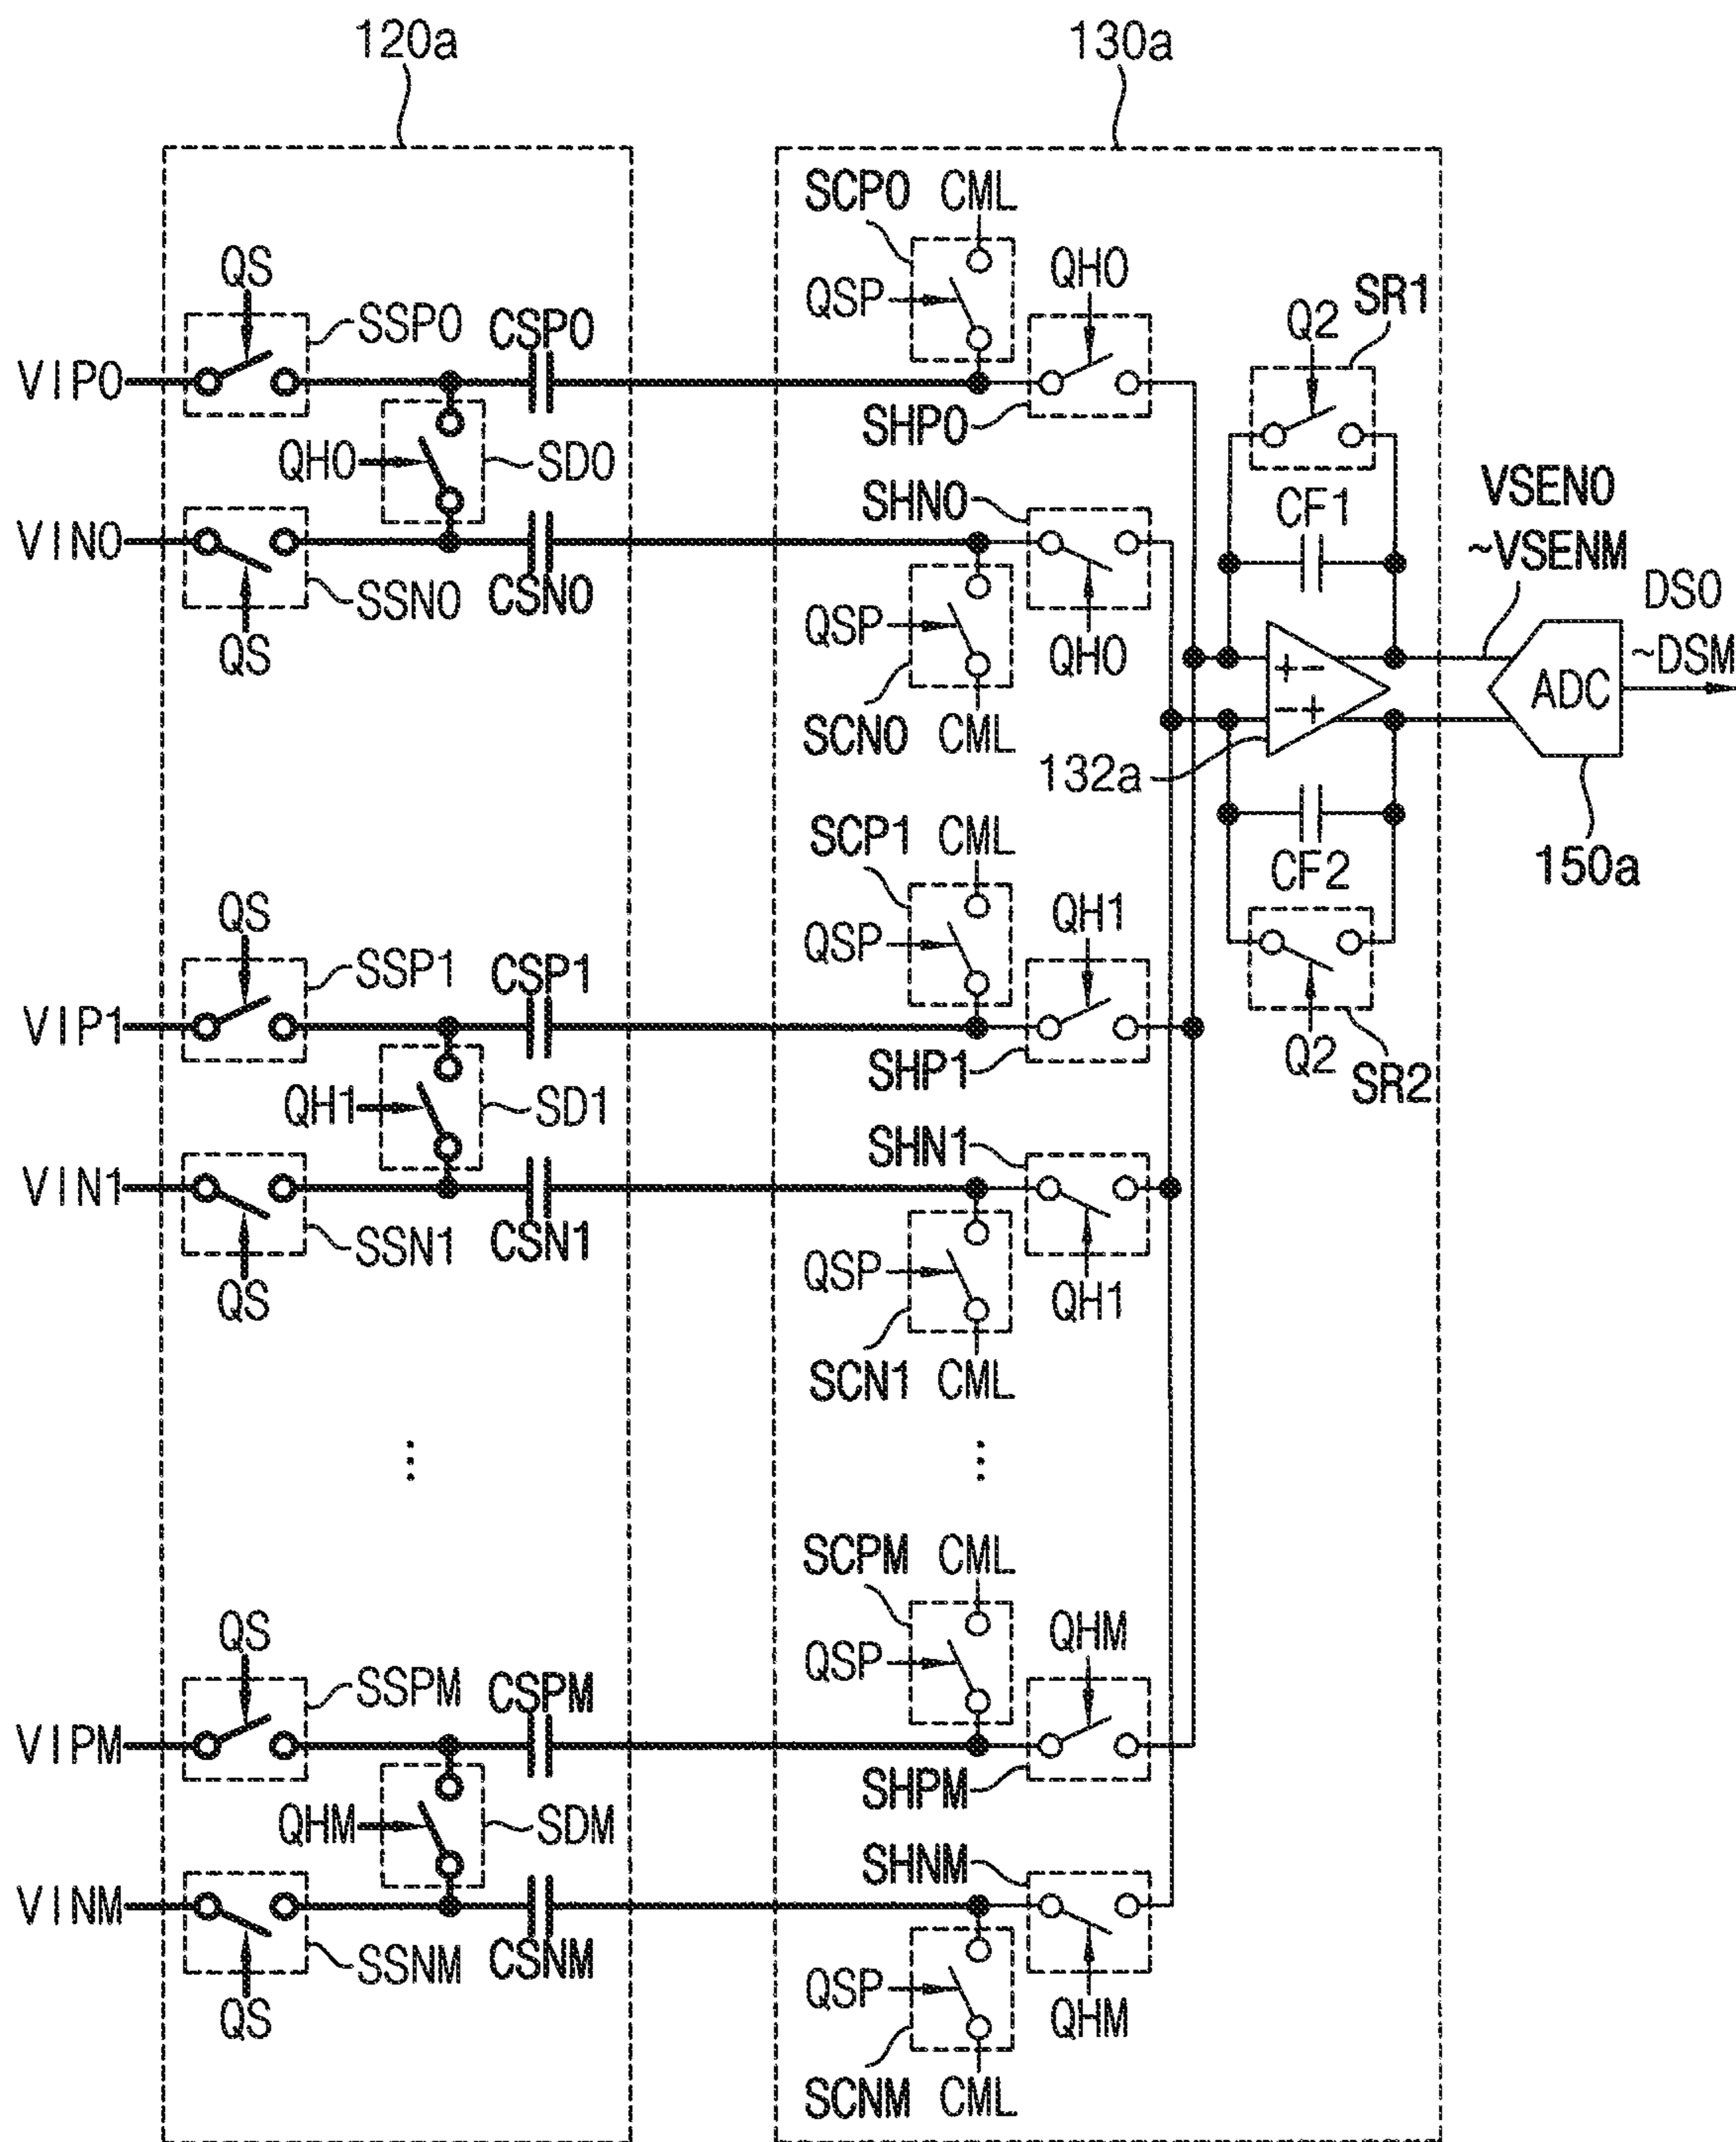 120a
130a
SCP0 CML
QS
QSP
QH0
SSP0
CSP0
Q2
SR1
VIP0
SHP0
QH0
SD0
SHN0
CF1
VSEN0
~VSENM
VIN0
SSN0
CSN0
QSP
QH0
DS0
~DSM
QS
+-
-+
ADC
SCN0 CML
132a
SCP1 CML
CF2
150a
QS
QSP
QH1
SSP1
CSP1
VIP1
SHP1
Q2
SR2
QH1
SD1
SHN1
VIN1
SSN1
CSN1
QSP
QH1
QS
SCN1 CML
SCPM CML
QS
QSP
QHM
SSPM
CSPM
VIPM
SHPM
QHM
SDM
SHNM
VINM
SSNM
CSNM
QSP
QHM
QS
SCNM CML